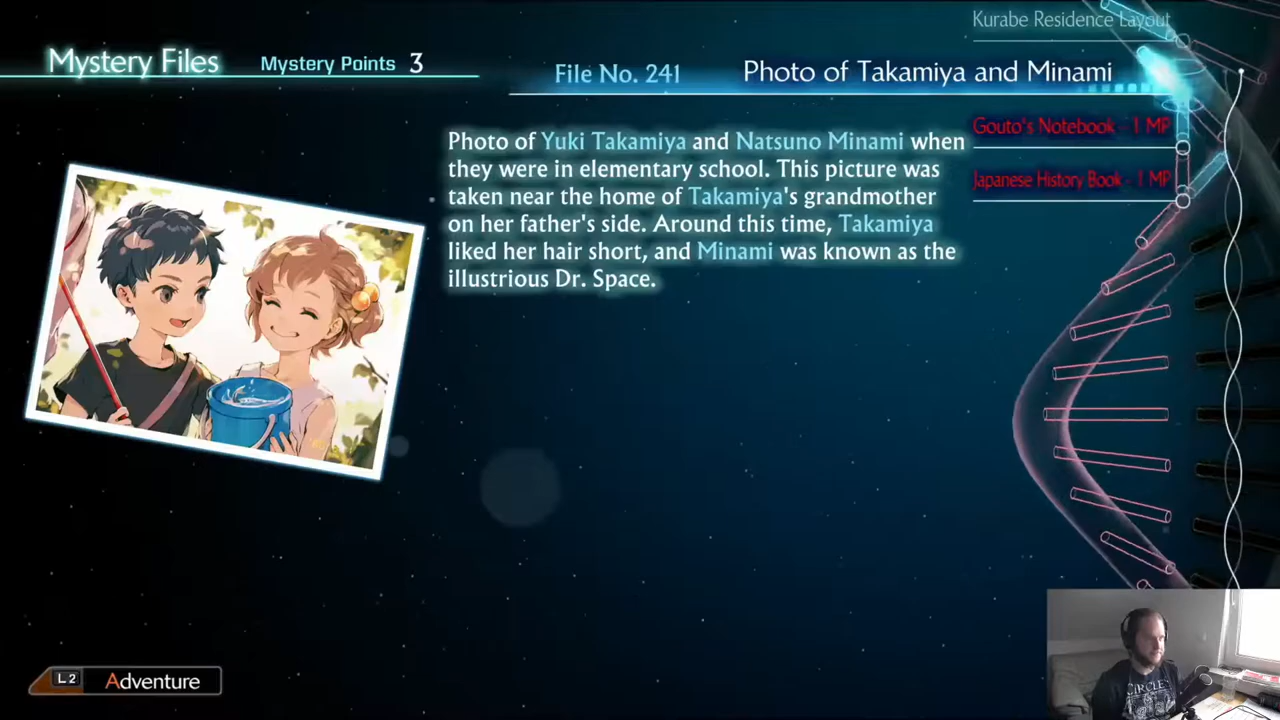 Kurabe Residence Layout
Mystery Files
Mystery Points 3
File No. 241
Photo of Takamiya and Minami
Gouto's Notebook - 1 MP
Japanese History Book - 1 MP
Photo of Yuki Takamiya and Natsuno Minami when
they were in elementary school. This picture was
taken near the home of Takamiya's grandmother
on her father's side. Around this time, Takamiya
liked her hair short, and Minami was known as the
illustrious Dr. Space.
L2 Adventure
CIRCLES